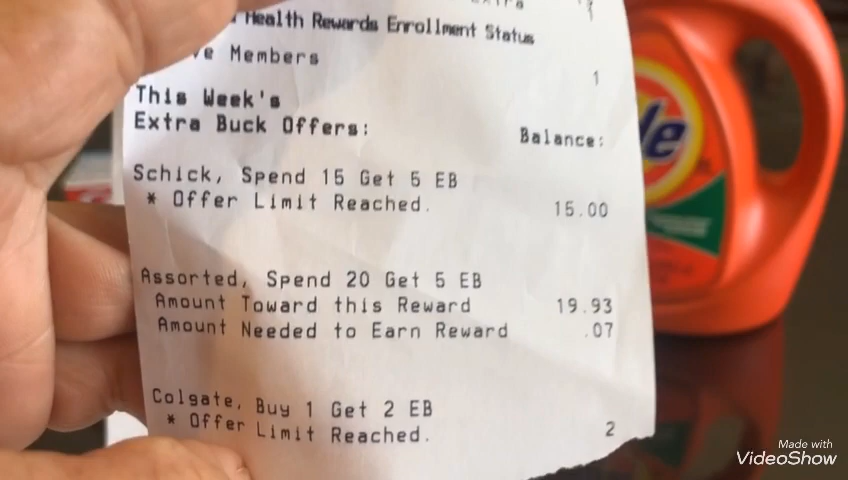 Health Rewards Enrollment Status
Members
1
This Week's
Extra Buck Offers:
Balance:
Schick, Spend 15 Get 5 EB
* Offer Limit Reached. 15.00
Assorted, Spend 20 Get 5 EB
Amount Toward this Reward 19.93
Amount Needed to Earn Reward .07
Colgate, Buy 1 Get 2 EB
* Offer Limit Reached. 2
de
Made with
VideoShow